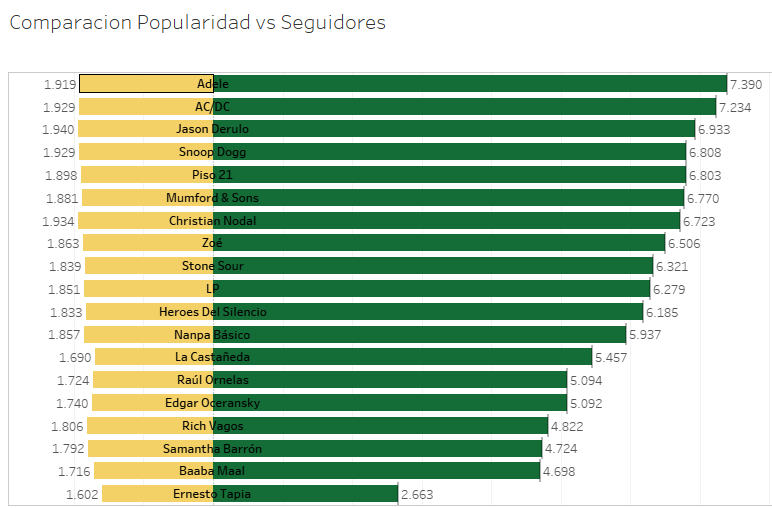 Comparacion Popularidad vs Seguidores
1.919 Adele 7.390
1.929 AC/DC 7.234
1.940 Jason Derulo 6.933
1.929 Snoop Dogg 6.808
1.898 Piso 21 6.803
1.881 Mumford & Sons 6.770
1.934 Christian Nodal 6.723
1.863 Zoé 6.506
1.839 Stone Sour 6.321
1.851 LP 6.279
1.833 Heroes Del Silencio 6.185
1.857 Nanpa Básico 5.937
1.690 La Castañeda 5.457
1.724 Raúl Ornelas 5.094
1.740 Edgar Oceransky 5.092
1.806 Rich Vagos 4.822
1.792 Samantha Barrón 4.724
1.716 Baaba Maal 4.698
1.602 Ernesto Tapia 2.663